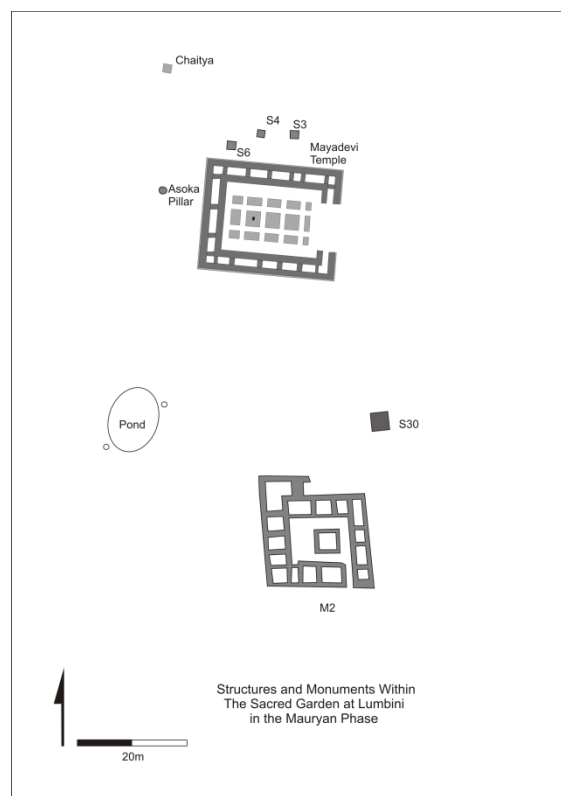 Chaitya
S4
S3
S6
Mayadevi
Temple
Asoka
Pillar
Pond
S30
M2
Structures and Monuments Within
The Sacred Garden at Lumbini
in the Mauryan Phase
20m